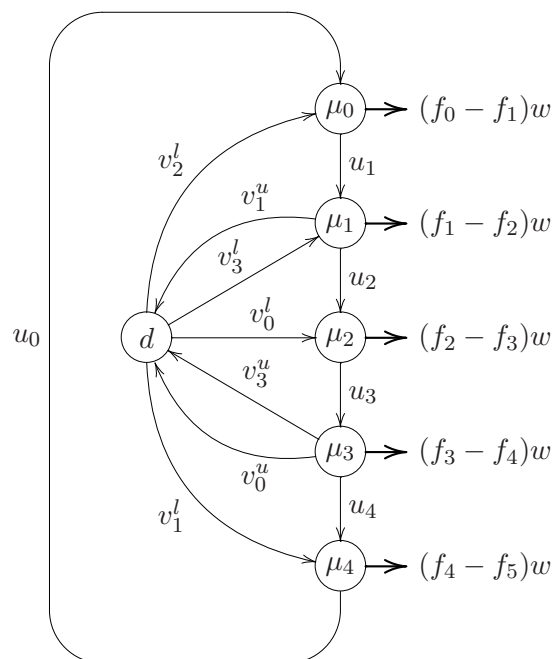 μ₀ (f₀ − f₁)w
v₂ˡ u₁
v₁ᵘ
μ₁ (f₁ − f₂)w
v₃ˡ
u₂
v₀ˡ
u₀ d μ₂ (f₂ − f₃)w
v₃ᵘ
u₃
μ₃ (f₃ − f₄)w
v₀ᵘ
v₁ˡ u₄
μ₄ (f₄ − f₅)w